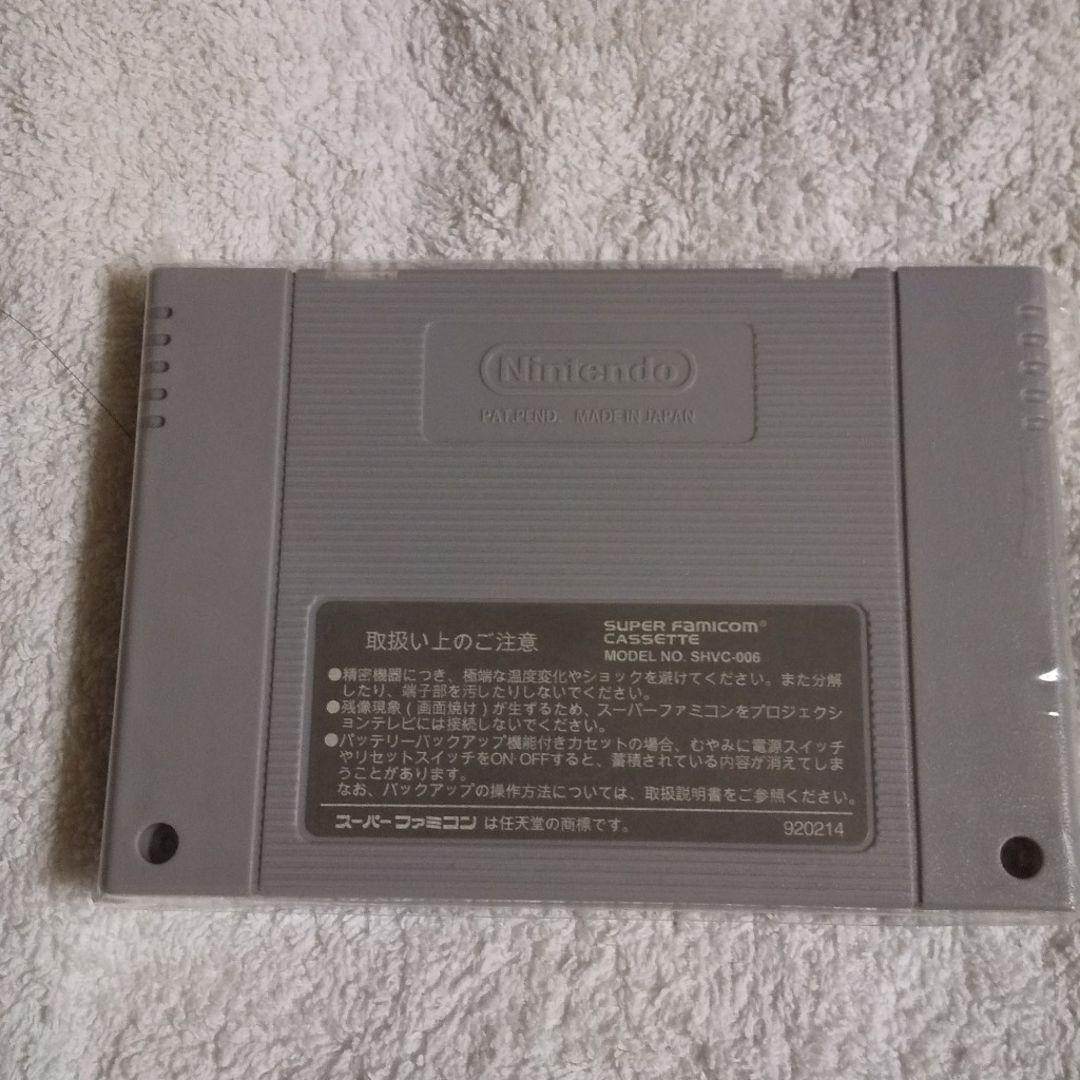 Nintendo
PAT.PEND. MADE IN JAPAN
取扱い上のご注意
SUPER FAMICOM®
CASSETTE
MODEL NO. SHVC-006
●精密機器につき、極端な温度変化やショックを避けてください。また分解
したり、端子部を汚したりしないでください。
●残像現象(画面焼け)が生ずるため、スーパーファミコンをプロジェクシ
ョンテレビには接続しないでください。
●バッテリーバックアップ機能付きカセットの場合、むやみに電源スイッチ
やリセットスイッチをON・OFFすると、蓄積されている内容が消えてしま
うことがあります。
なお、バックアップの操作方法については、取扱説明書をご参照ください。
スーパーファミコン は任天堂の商標です。
920214